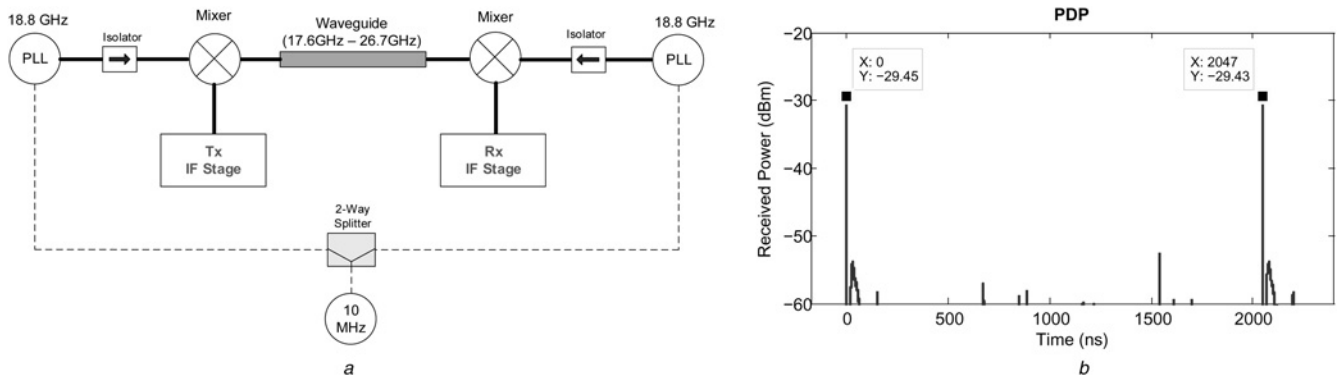 18.8 GHz
PLL
Isolator
Mixer
Tx
IF Stage
Waveguide
(17.6GHz – 26.7GHz)
Mixer
Rx
IF Stage
Isolator
18.8 GHz
PLL
2-Way
Splitter
10
MHz
a
PDP
Received Power (dBm)
−20
−30
−40
−50
−60
X: 0
Y: −29.45
X: 2047
Y: −29.43
0
500
1000
1500
2000
Time (ns)
b